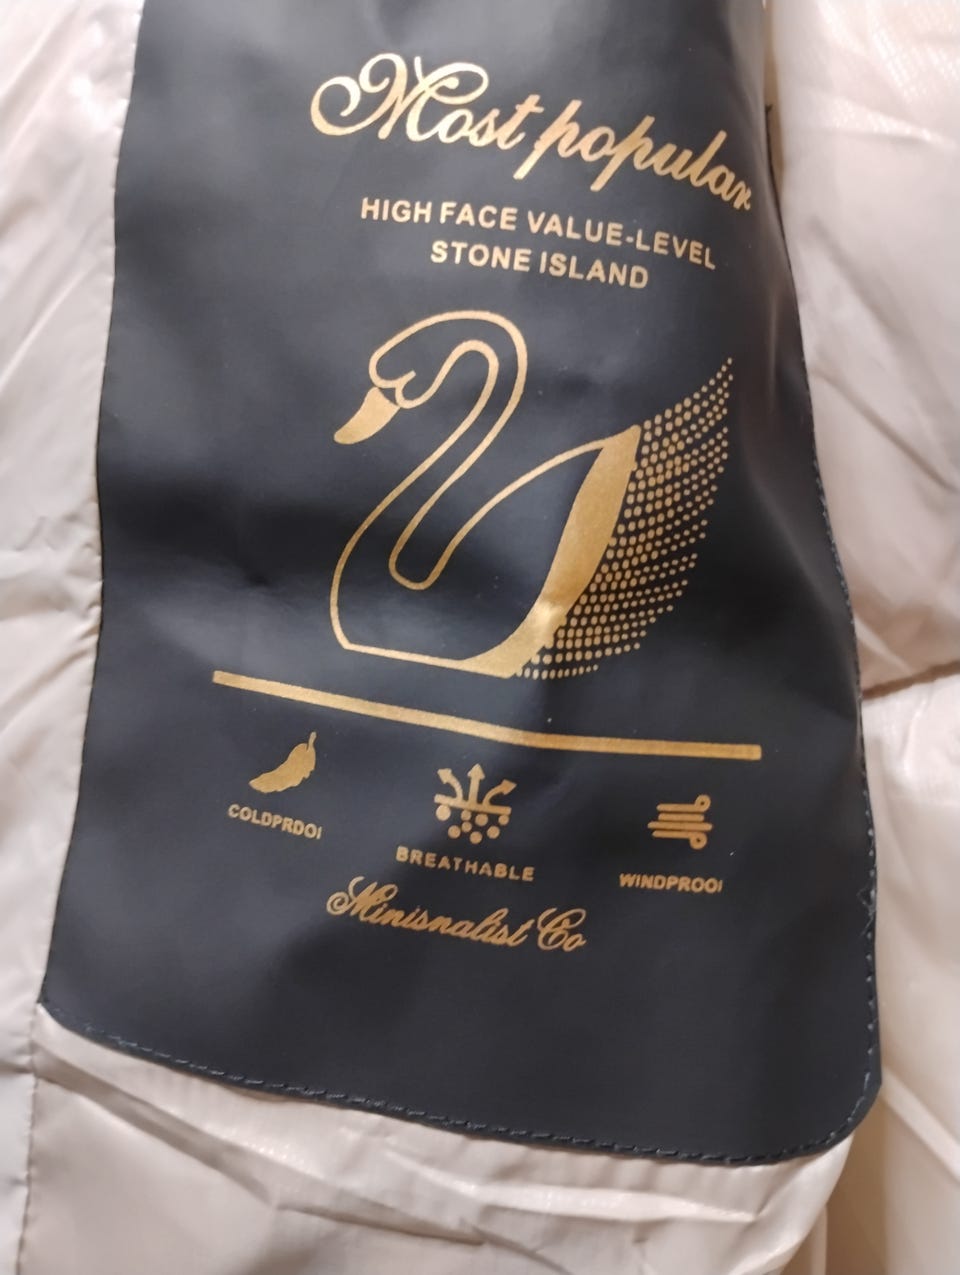 Most popular
HIGH FACE VALUE-LEVEL
STONE ISLAND
COLDPRDOI
BREATHABLE
WINDPROOI
Minisnalist Co